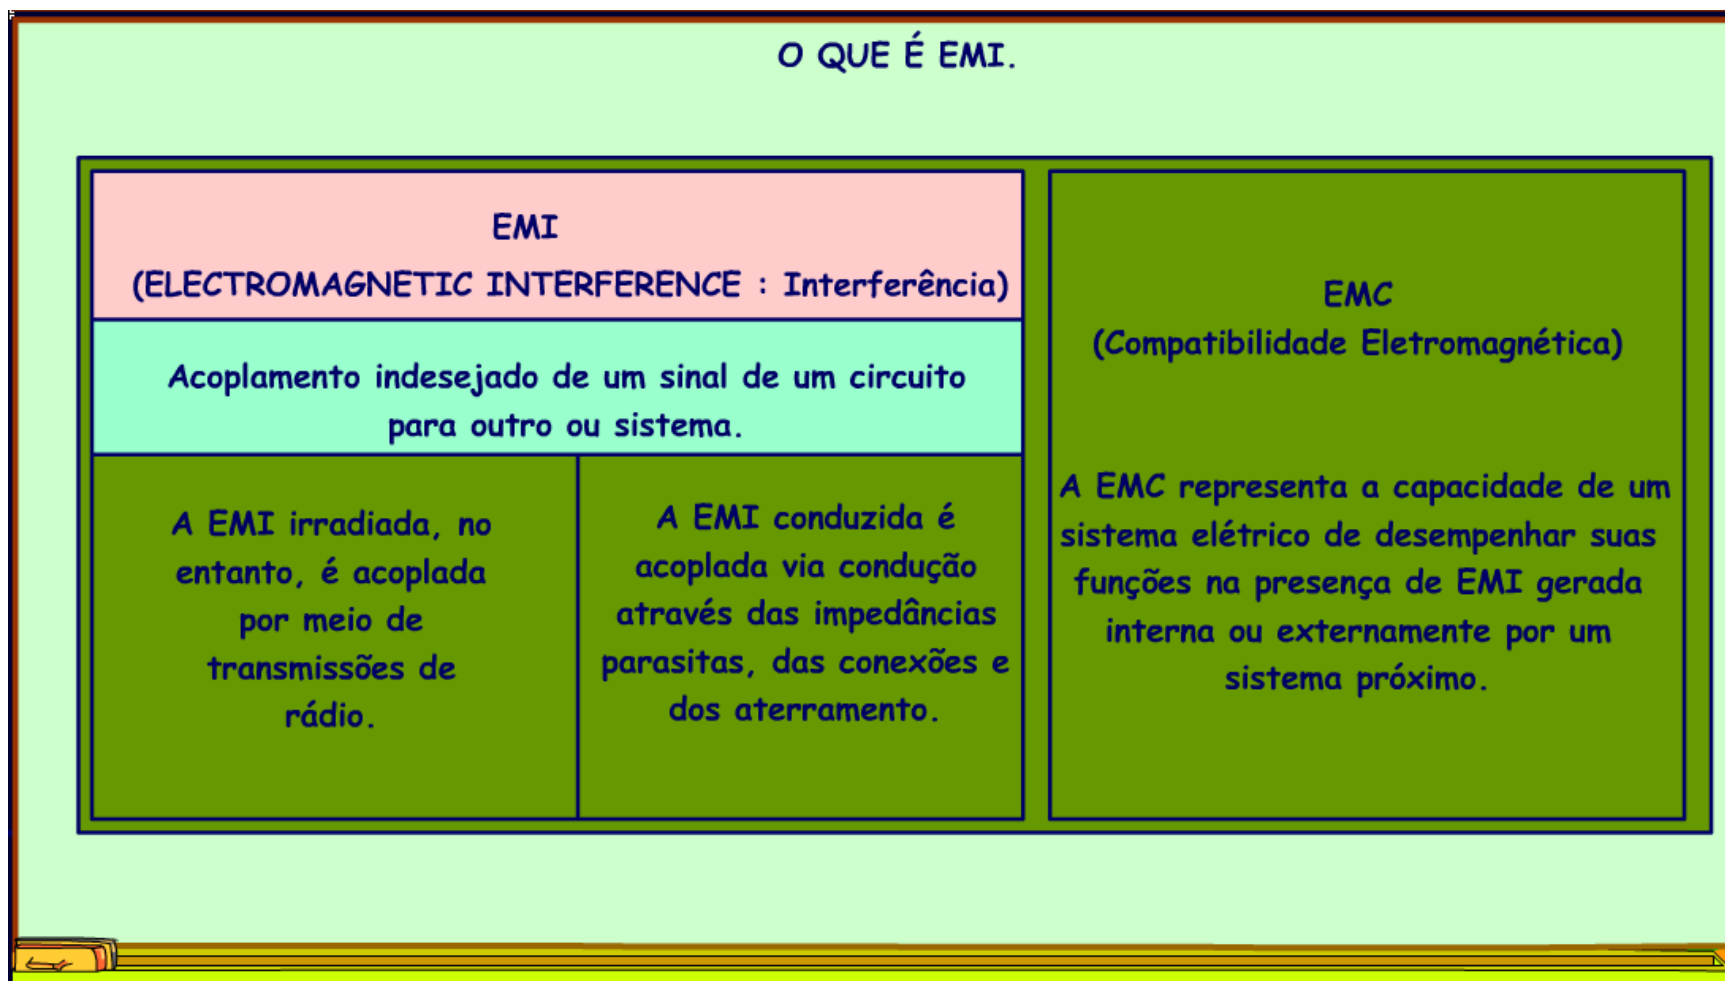 O QUE É EMI.
EMI
(ELECTROMAGNETIC INTERFERENCE : Interferência)
Acoplamento indesejado de um sinal de um circuito
para outro ou sistema.
A EMI irradiada, no
entanto, é acoplada
por meio de
transmissões de
rádio.
A EMI conduzida é
acoplada via condução
através das impedâncias
parasitas, das conexões e
dos aterramento.
EMC
(Compatibilidade Eletromagnética)
A EMC representa a capacidade de um
sistema elétrico de desempenhar suas
funções na presença de EMI gerada
interna ou externamente por um
sistema próximo.